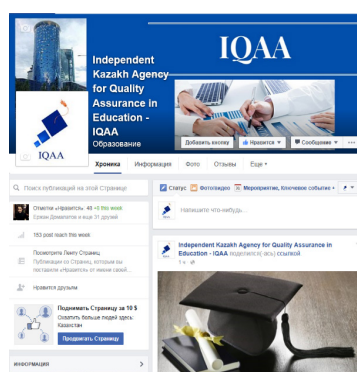 IQAA
Independent
Kazakh Agency
for Quality
Assurance in
Education -
IQAA
Образование
IQAA
Добавить кнопку
Нравится
Сообщение
Хроника Информация Фото Отзывы Еще
Поиск публикаций на этой Странице
Отметки «Нравится»: 48 +0 this week
и еще 31 друзей
153 post reach this week
Посмотрите Ленту Страниц
Публикации со Страниц, которым вы
поставили «Нравится» от имени своей...
Нравится друзьям
Поднимать Страницу за 10 $
Охватить больше людей здесь:
Казахстан
Продвигать Страницу
ИНФОРМАЦИЯ
Статус Фото/видео Мероприятие, Ключевое событие +
Напишите что-нибудь...
Independent Kazakh Agency for Quality Assurance in
Education - IQAA поделился(-ась) ссылкой
1 ч